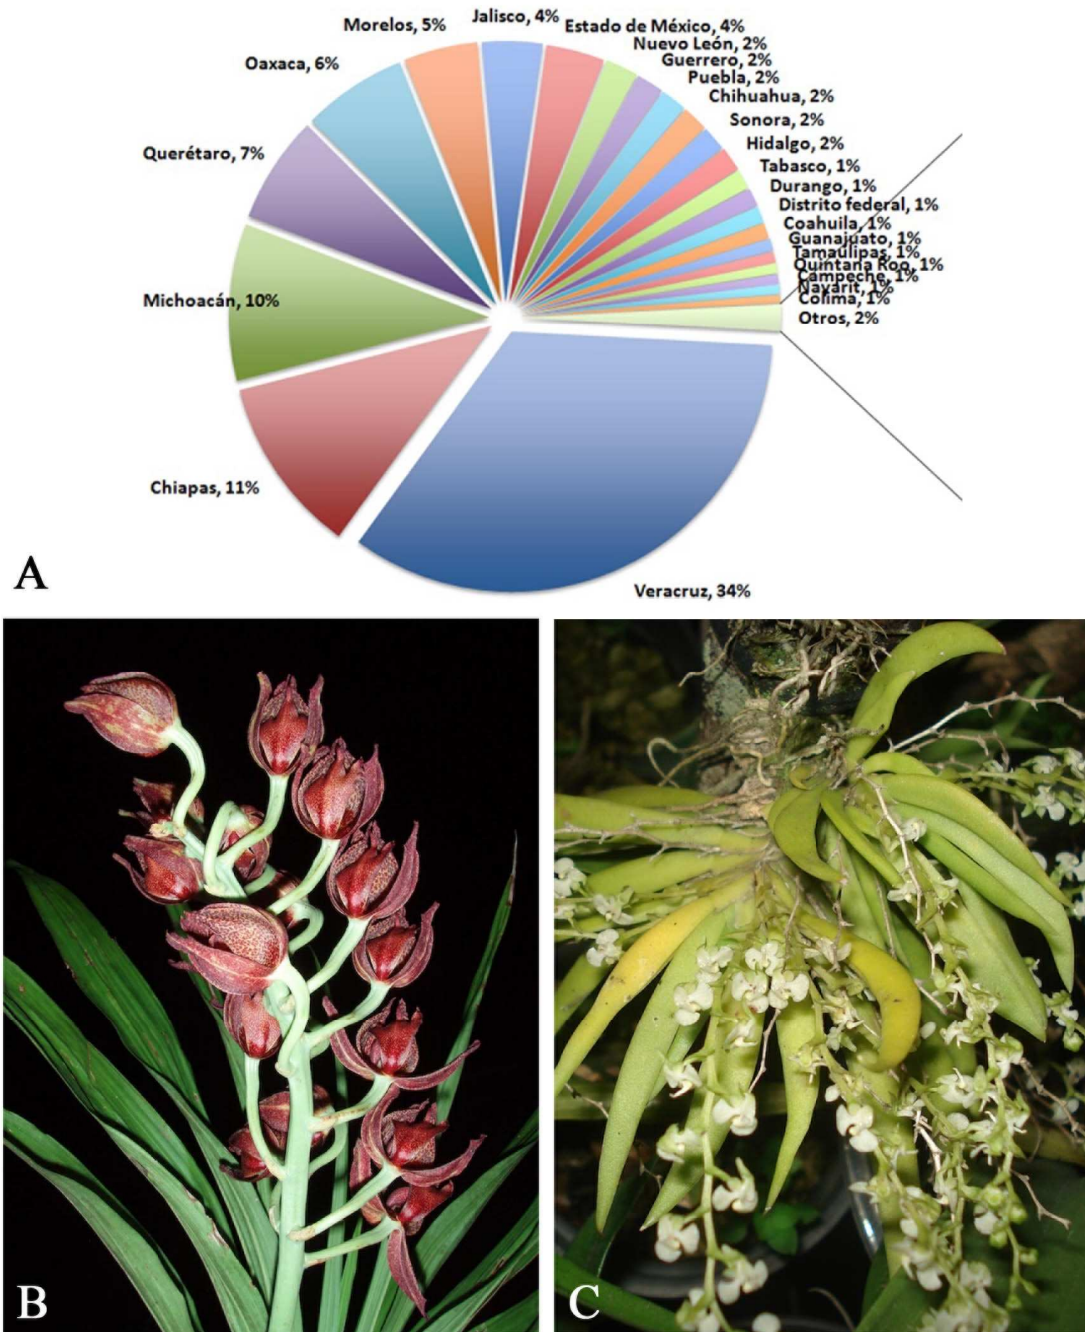 Jalisco, 4%
Morelos, 5%
Estado de México, 4%
Nuevo León, 2%
Oaxaca, 6%
Guerrero, 2%
Puebla, 2%
Chihuahua, 2%
Sonora, 2%
Querétaro, 7%
Hidalgo, 2%
Tabasco, 1%
Durango, 1%
Distrito federal, 1%
Coahuila, 1%
Guanajuato, 1%
Tamaulipas, 1%
Quintana Roo, 1%
Campeche, 1%
Nayarit, 1%
Colima, 1%
Michoacán, 10%
Otros, 2%
Chiapas, 11%
Veracruz, 34%
A
B
C